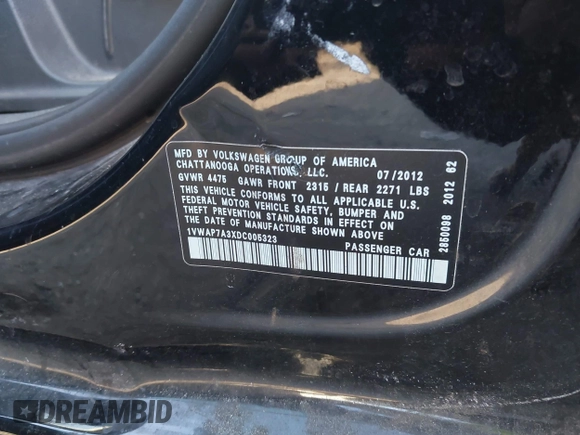 MFD BY VOLKSWAGEN GROUP OF AMERICA
CHATTANOOGA OPERATIONS, LLC. 07/2012
GVWR 4475 GAWR FRONT 2315 / REAR 2271 LBS
THIS VEHICLE CONFORMS TO ALL APPLICABLE U.S.
FEDERAL MOTOR VEHICLE SAFETY, BUMPER AND
THEFT PREVENTION STANDARDS IN EFFECT ON
DATE OF MANUFACTURE SHOWN ABOVE
1VWAP7A3XDC005323 PASSENGER CAR
2850098 2012 62
DREAMBID